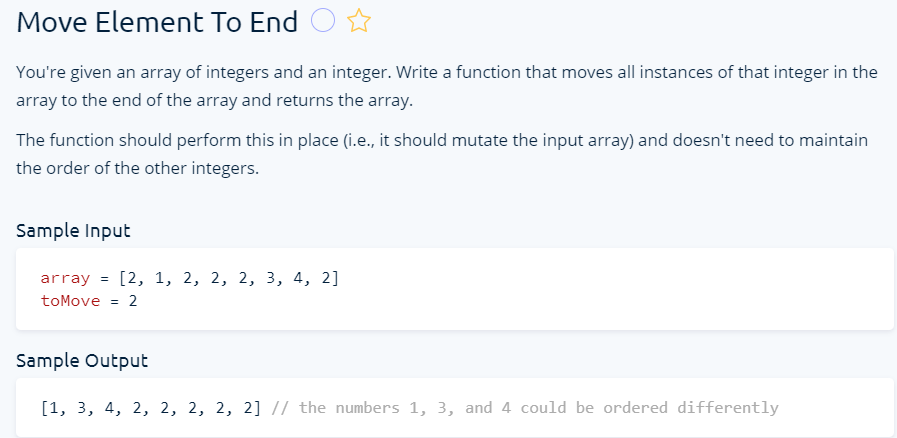 Move Element To End
You're given an array of integers and an integer. Write a function that moves all instances of that integer in the
array to the end of the array and returns the array.
The function should perform this in place (i.e., it should mutate the input array) and doesn't need to maintain
the order of the other integers.
Sample Input
array = [2, 1, 2, 2, 2, 3, 4, 2]
toMove = 2
Sample Output
[1, 3, 4, 2, 2, 2, 2, 2] // the numbers 1, 3, and 4 could be ordered differently